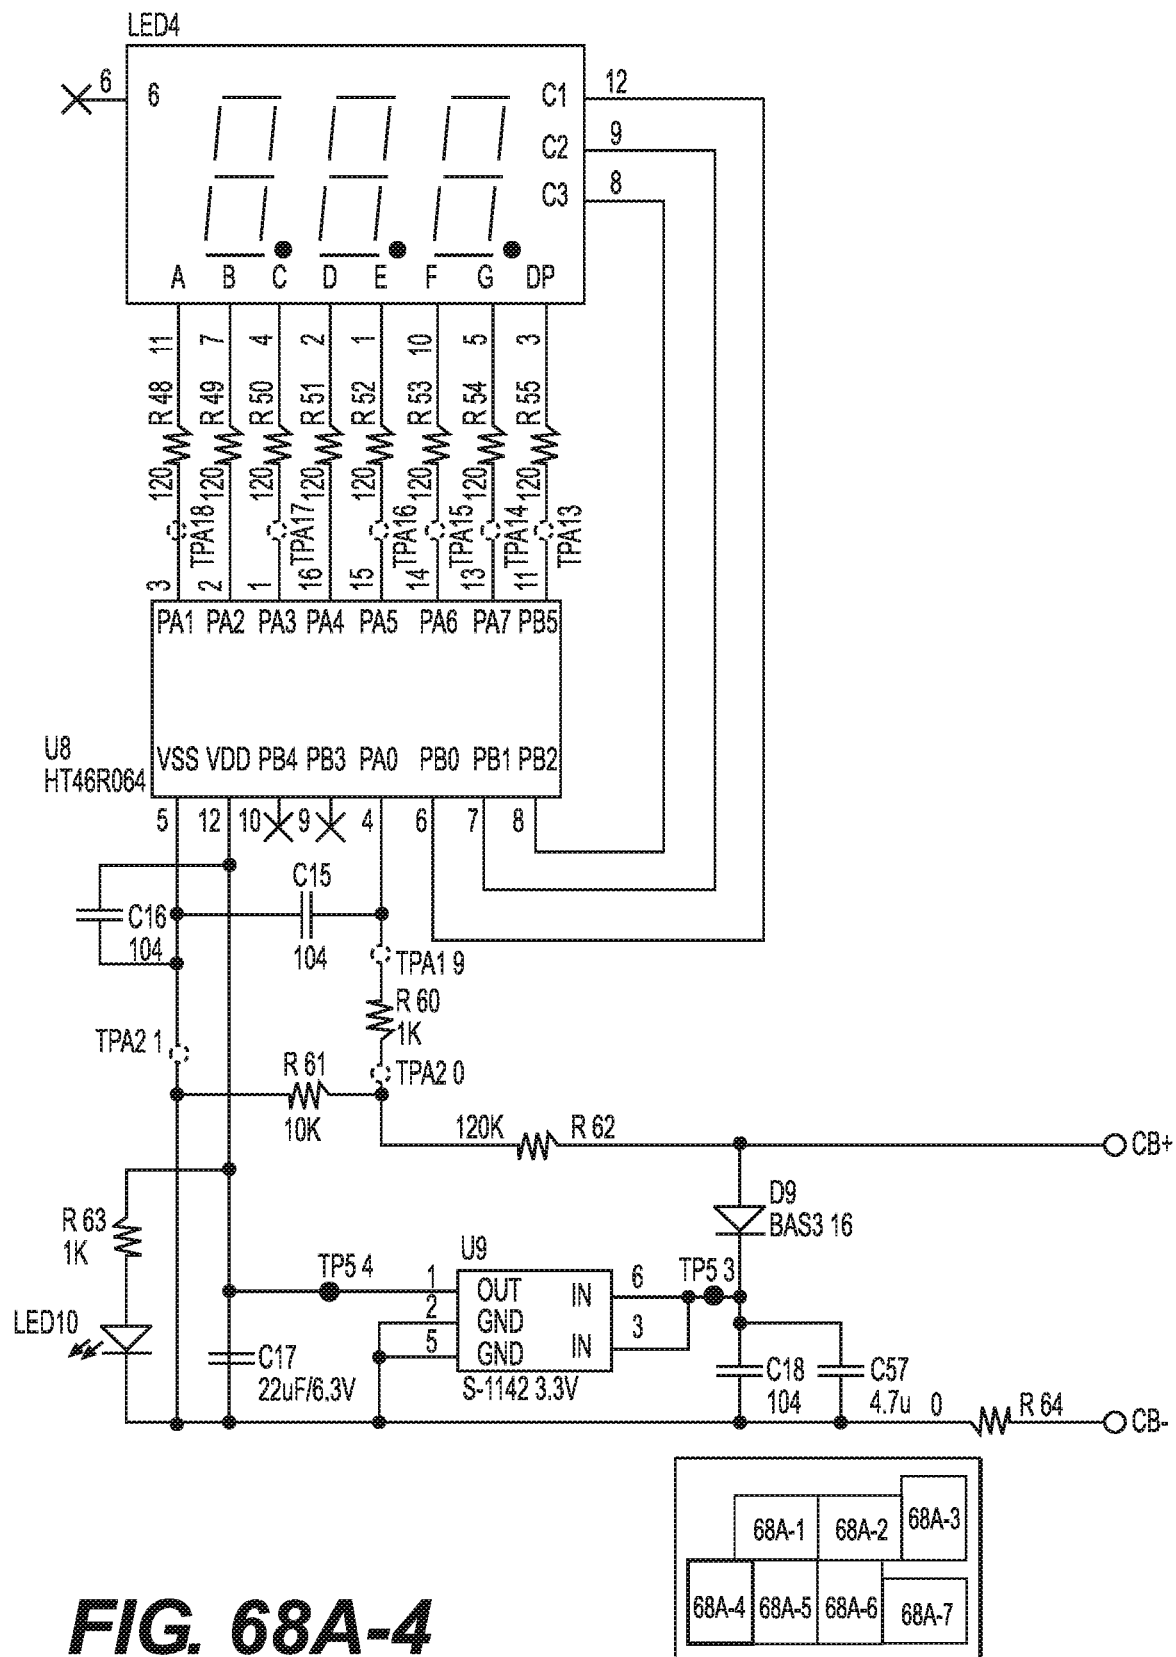 LED4
6 6 C1 12
C2 9
C3 8
A B C D E F G DP
11 7 4 2 1 10 5 3
R 48 R 49 R 50 R 51 R 52 R 53 R 54 R 55
120 120 120 120 120 120 120 120
TPA18 TPA17 TPA16 TPA15 TPA14 TPA13
3 2 1 16 15 14 13 11
PA1 PA2 PA3 PA4 PA5 PA6 PA7 PB5
U8
HT46R064
VSS VDD PB4 PB3 PA0 PB0 PB1 PB2
5 12 10 9 4 6 7 8
C15
104
C16
104
TPA1 9
R 60
1K
TPA2 1
TPA2 0
R 61
10K
120K R 62
CB+
D9
BAS3 16
R 63
1K
U9
TP5 4
1 OUT IN 6
TP5 3
2 GND
IN 3
5 GND
S-1142 3.3V
LED10
C17
22uF/6.3V
C18
104
C57
4.7u
0 R 64
CB-
68A-1 68A-2 68A-3
68A-4 68A-5 68A-6 68A-7
FIG. 68A-4